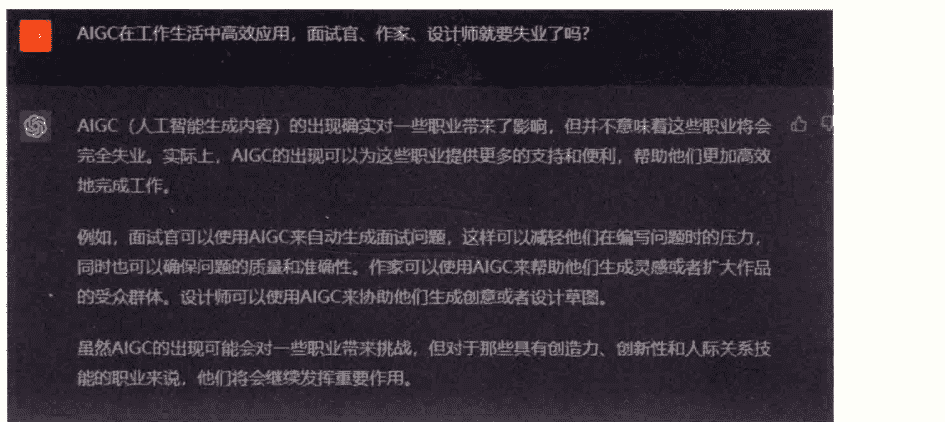 AIGC在工作生活中高效应用，面试官、作家、设计师就要失业了吗？
AIGC（人工智能生成内容）的出现确实对一些职业带来了影响，但并不意味着这些职业将会
完全失业。实际上，AIGC的出现可以为这些职业提供更多的支持和便利，帮助他们更加高效
地完成工作。
例如，面试官可以使用AIGC来自动生成面试问题，这样可以减轻他们在编写问题时的压力，
同时也可以确保问题的质量和准确性。作家可以使用AIGC来帮助他们生成灵感或者扩大作品
的受众群体。设计师可以使用AIGC来协助他们生成创意或者设计草图。
虽然AIGC的出现可能会对一些职业带来挑战，但对于那些具有创造力、创新性和人际关系技
能的职业来说，他们将会继续发挥重要作用。